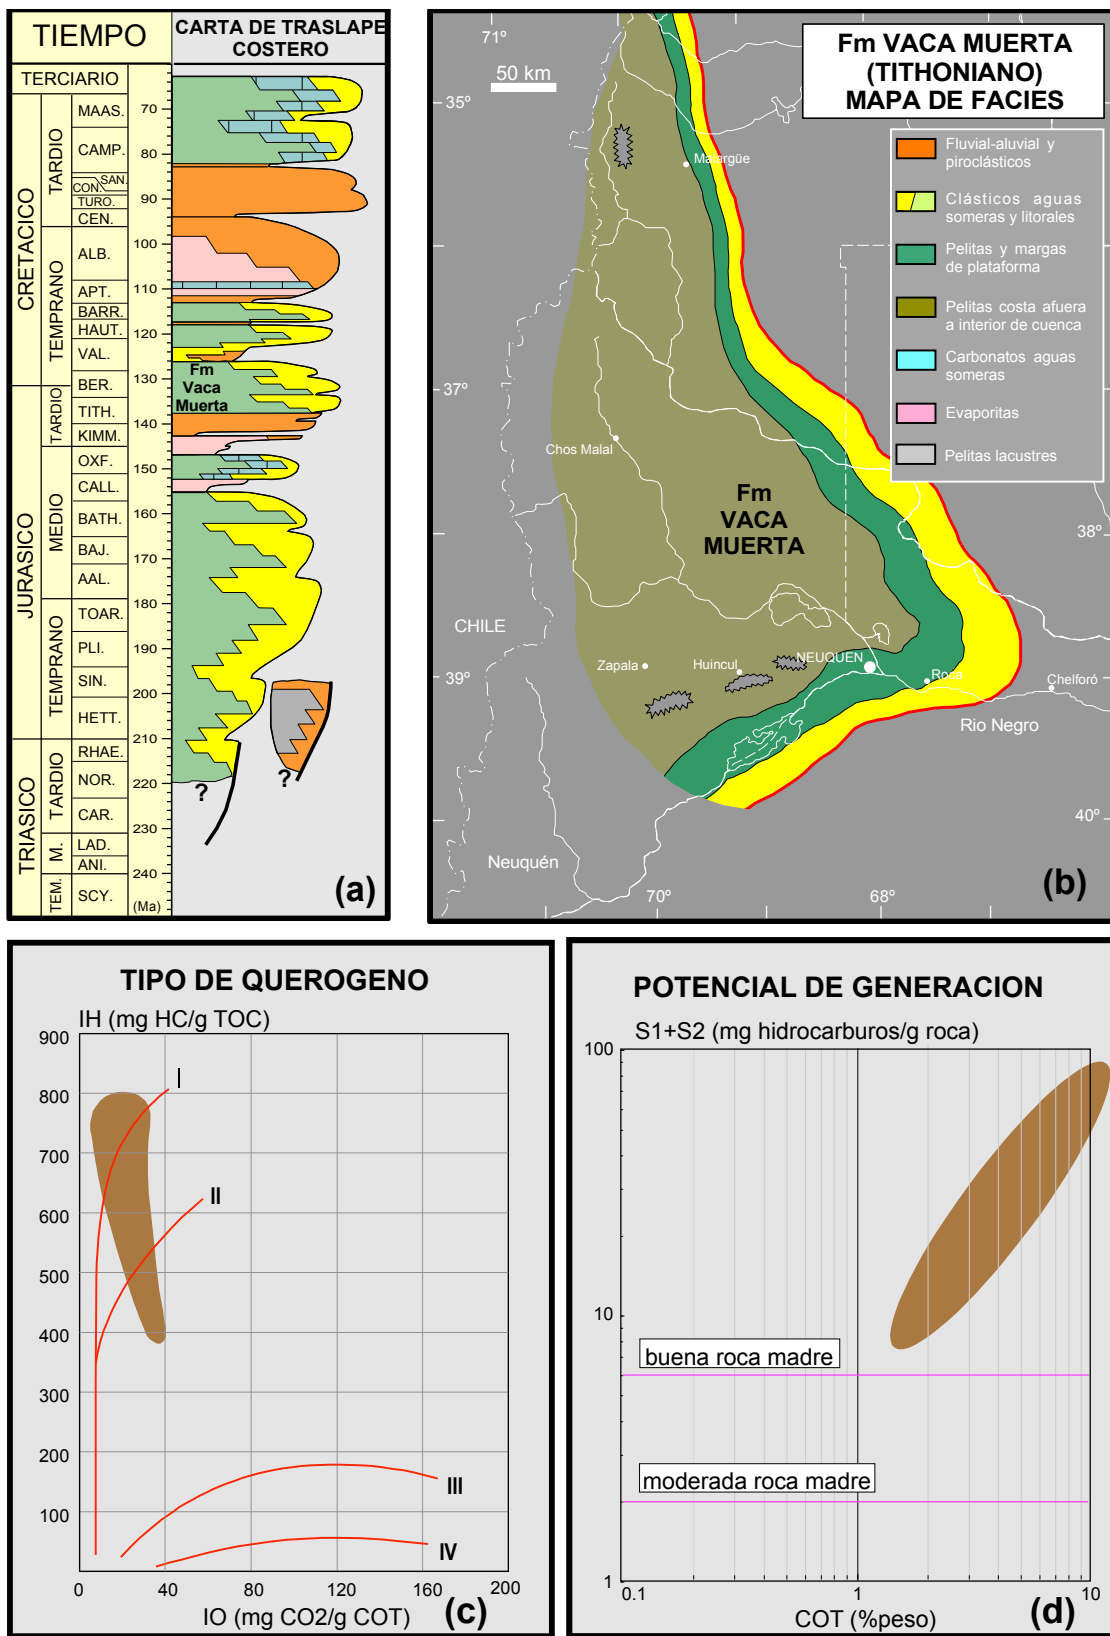 TIEMPO
CARTA DE TRASLAPE
COSTERO
TERCIARIO
CRETACICO
TARDIO
MAAS.
CAMP.
SAN.
CON.
TURO.
CEN.
TEMPRANO
ALB.
APT.
BARR.
HAUT.
VAL.
BER.
JURASICO
TARDIO
TITH.
KIMM.
MEDIO
OXF.
CALL.
BATH.
BAJ.
AAL.
TEMPRANO
TOAR.
PLI.
SIN.
HETT.
TRIASICO
TARDIO
RHAE.
NOR.
CAR.
M.
LAD.
ANI.
TEM.
SCY.
70
80
90
100
110
120
130
140
150
160
170
180
190
200
210
220
230
240
(Ma)
Fm
Vaca
Muerta
?
?
(a)
71º
50 km
35º
37º
39º
38º
40º
70º
68º
Fm VACA MUERTA
(TITHONIANO)
MAPA DE FACIES
Fluvial-aluvial y
piroclásticos
Clásticos aguas
someras y litorales
Pelitas y margas
de plataforma
Pelitas costa afuera
a interior de cuenca
Carbonatos aguas
someras
Evaporitas
Pelitas lacustres
Malargüe
Chos Malal
Fm
VACA
MUERTA
CHILE
Zapala
Huincul
NEUQUEN
Roca
Chelforó
Rio Negro
Neuquén
(b)
TIPO DE QUEROGENO
IH (mg HC/g TOC)
900
800
700
600
500
400
300
200
100
I
II
III
IV
0
40
80
120
160
200
IO (mg CO2/g COT)
(c)
POTENCIAL DE GENERACION
S1+S2 (mg hidrocarburos/g roca)
100
10
1
buena roca madre
moderada roca madre
0.1
1
10
COT (%peso)
(d)